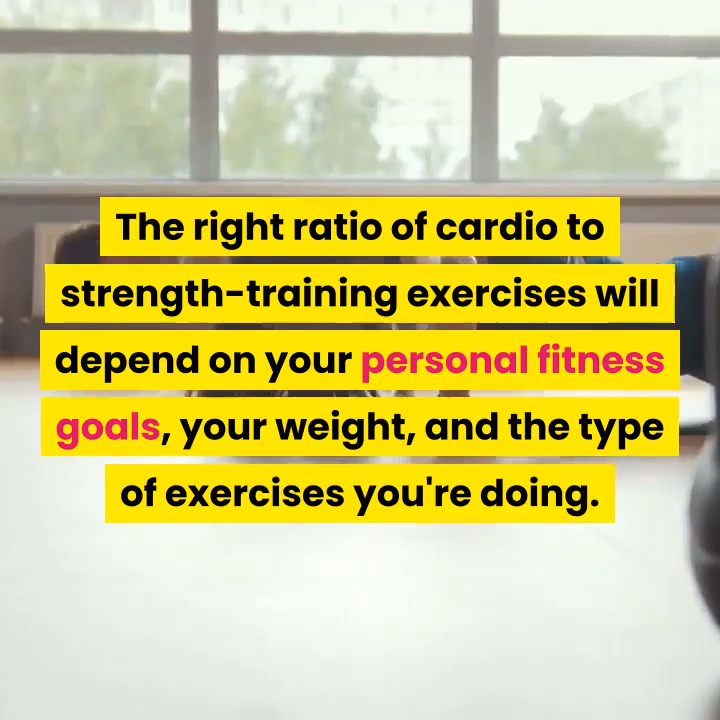 The right ratio of cardio to
strength-training exercises will
depend on your personal fitness
goals, your weight, and the type
of exercises you're doing.